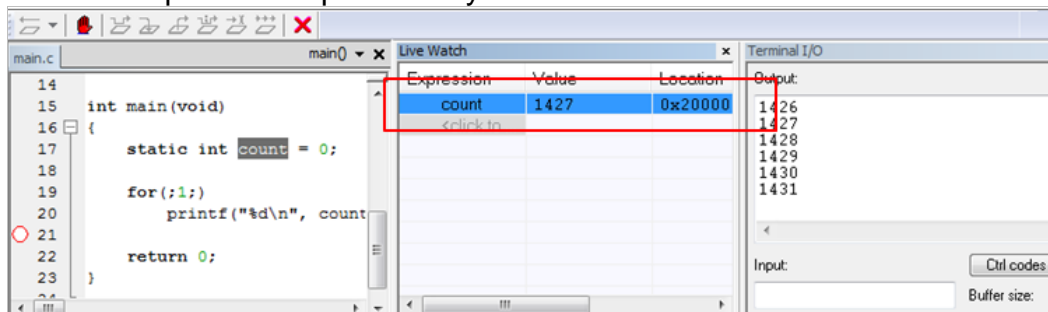 main.c
main()
14
15 int main(void)
16 {
17 static int count = 0;
18
19 for(;1;)
20 printf("%d\n", count
21
22 return 0;
23 }
Live Watch
Expression Value Location
count 1427 0x20000
<click to
Terminal I/O
Output:
1426
1427
1428
1429
1430
1431
Input: Ctrl codes
Buffer size: